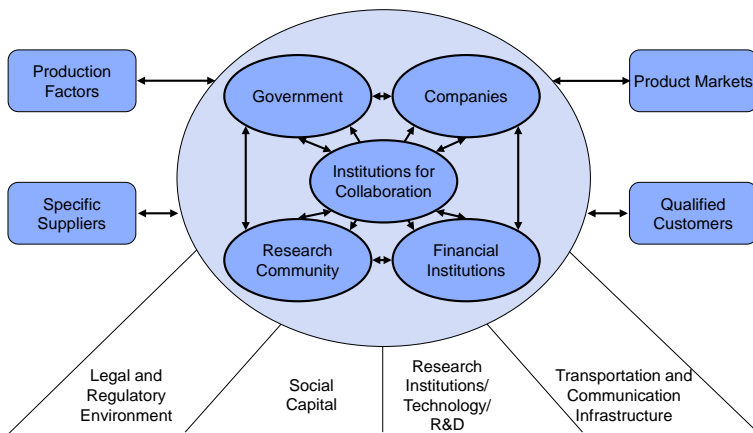 Production
Factors
Government
Companies
Product Markets
Institutions for
Collaboration
Specific
Suppliers
Qualified
Customers
Research
Community
Financial
Institutions
Legal and
Regulatory
Environment
Social
Capital
Research
Institutions/
Technology/
R&D
Transportation and
Communication
Infrastructure